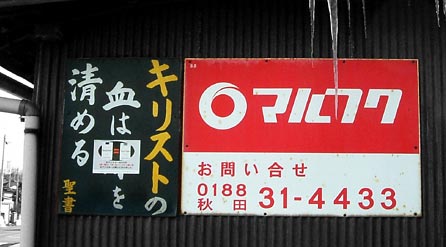 キリストの
血は
を
清める
聖書
マルフク
お問い合せ
0188
秋田
31-4433